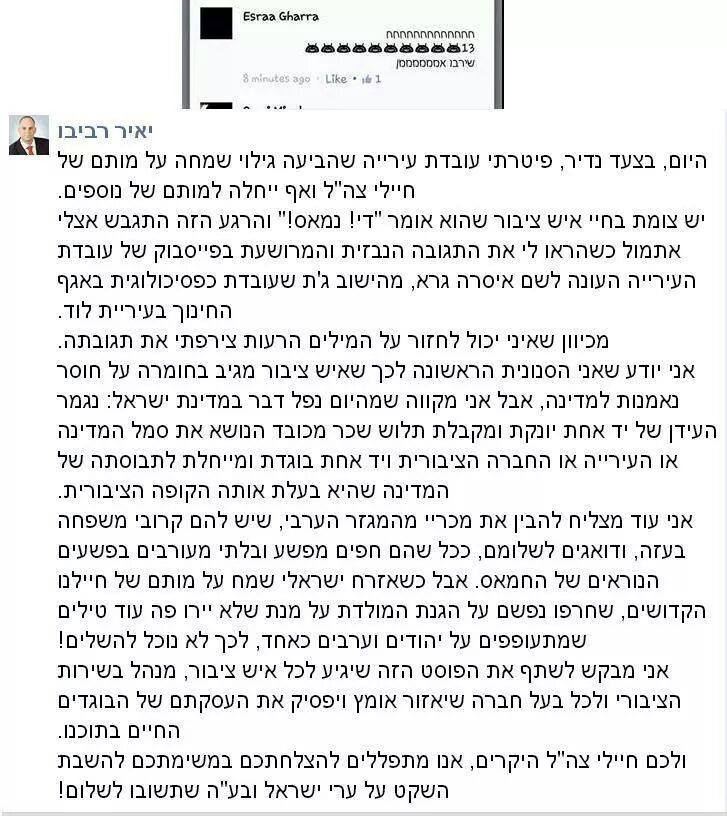 Esraa Gharra
חחחחחחחחחחחחח
13
שירבו אמממממממן
8 minutes ago · Like · 1
יאיר רביבו
היום, בצעד נדיר, פיטרתי עובדת עירייה שהביעה גילוי שמחה על מותם של
חיילי צה"ל ואף ייחלה למותם של נוספים.
יש צומת בחיי איש ציבור שהוא אומר "די! נמאס!" והרגע הזה התגבש אצלי
אתמול כשהראו לי את התגובה הנבזית והמרושעת בפייסבוק של עובדת
העירייה העונה לשם איסרה גרא, מהישוב ג'ת שעובדת כפסיכולוגית באגף
החינוך בעיריית לוד.
מכיוון שאיני יכול לחזור על המילים הרעות צירפתי את תגובתה.
אני יודע שאני הסנונית הראשונה לכך שאיש ציבור מגיב בחומרה על חוסר
נאמנות למדינה, אבל אני מקווה שמהיום נפל דבר במדינת ישראל: נגמר
העידן של יד אחת יונקת ומקבלת תלוש שכר מכובד הנושא את סמל המדינה
או העירייה או החברה הציבורית ויד אחת בוגדת ומייחלת לתבוסתה של
המדינה שהיא בעלת אותה הקופה הציבורית.
אני עוד מצליח להבין את מכריי מהמגזר הערבי, שיש להם קרובי משפחה
בעזה, ודואגים לשלומם, ככל שהם חפים מפשע ובלתי מעורבים בפשעים
הנוראים של החמאס. אבל כשאזרח ישראלי שמח על מותם של חיילנו
הקדושים, שחרפו נפשם על הגנת המולדת על מנת שלא יירו פה עוד טילים
שמתעופפים על יהודים וערבים כאחד, לכך לא נוכל להשלים!
אני מבקש לשתף את הפוסט הזה שיגיע לכל איש ציבור, מנהל בשירות
הציבורי ולכל בעל חברה שיאזור אומץ ויפסיק את העסקתם של הבוגדים
החיים בתוכנו.
ולכם חיילי צה"ל היקרים, אנו מתפללים להצלחתכם במשימתכם להשבת
השקט על ערי ישראל ובע"ה שתשובו לשלום!